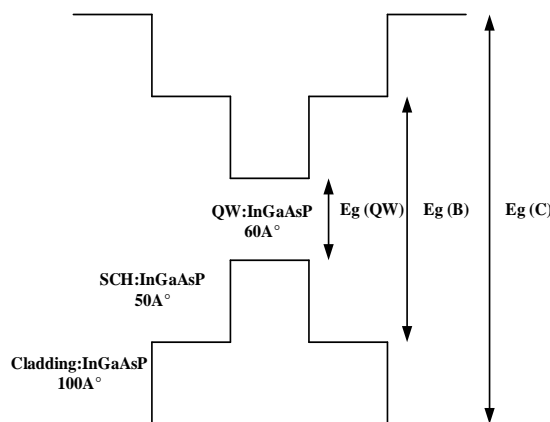 QW:InGaAsP
60A°
Eg (QW)
Eg (B)
Eg (C)
SCH:InGaAsP
50A°
Cladding:InGaAsP
100A°